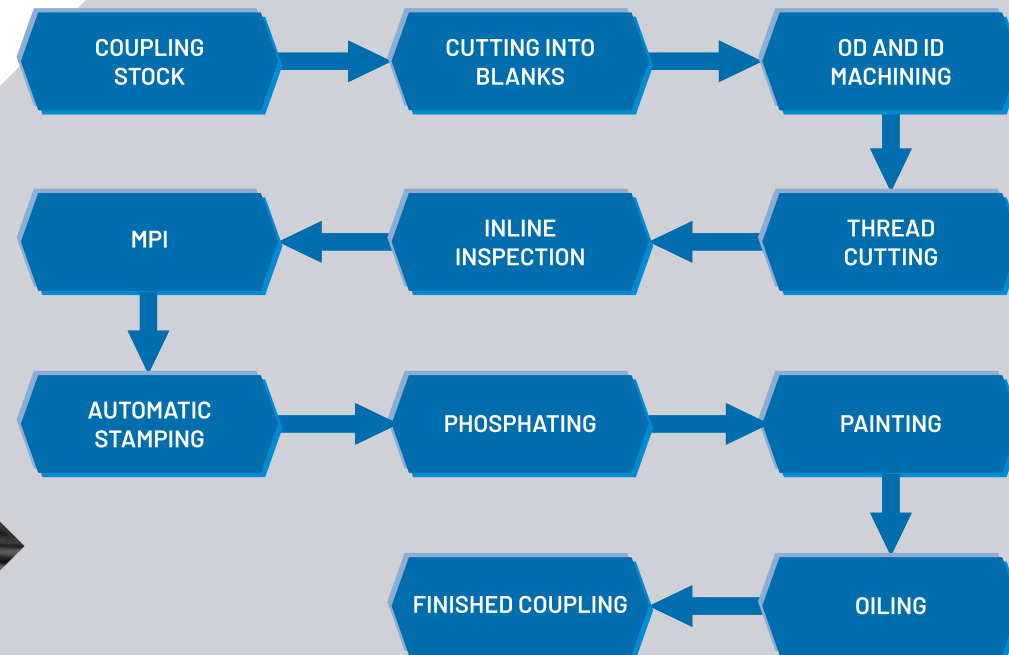 COUPLING
STOCK
CUTTING INTO
BLANKS
OD AND ID
MACHINING
THREAD
CUTTING
INLINE
INSPECTION
MPI
AUTOMATIC
STAMPING
PHOSPHATING
PAINTING
OILING
FINISHED COUPLING